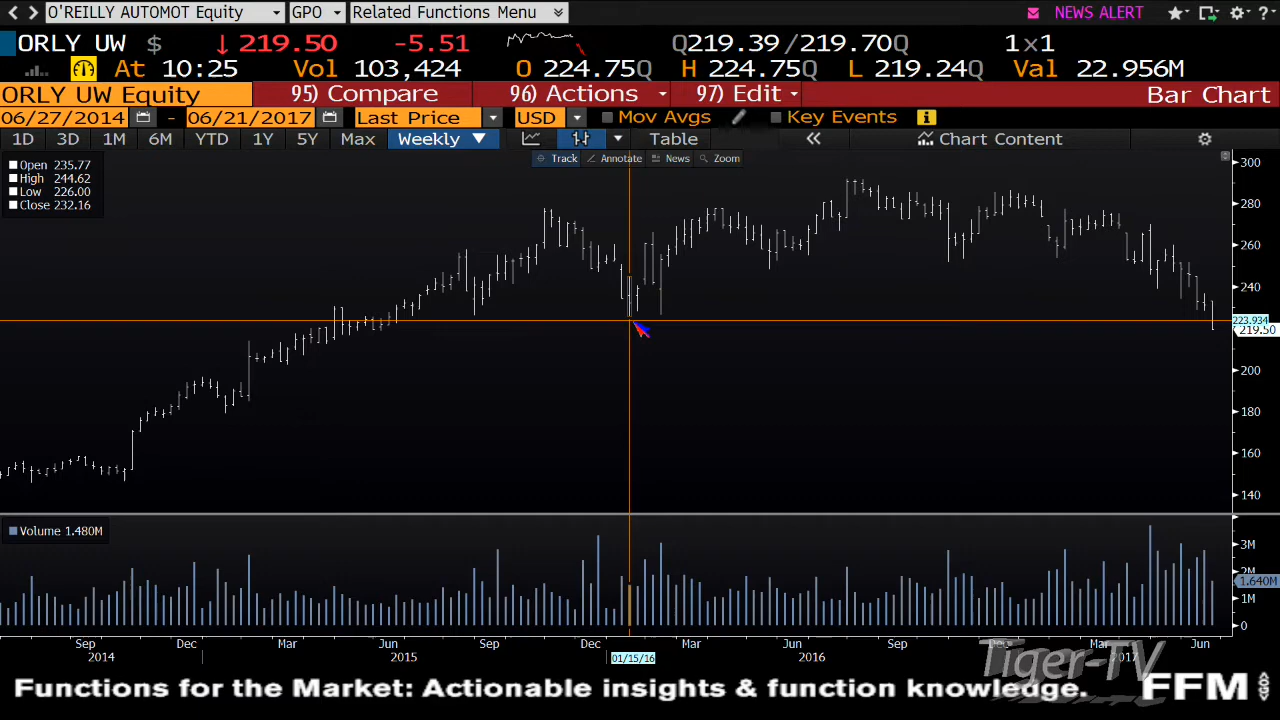 O'REILLY AUTOMOT Equity GPO Related Functions Menu NEWS ALERT ?
ORLY UW $ ↓ 219.50 -5.51 Q219.39 / 219.70Q 1×1
At 10:25 Vol 103,424 O 224.75Q H 224.75Q L 219.24Q Val 22.956M
ORLY UW Equity 95) Compare 96) Actions 97) Edit Bar Chart
06/27/2014 - 06/21/2017 Last Price USD Mov Avgs Key Events i
1D 3D 1M 6M YTD 1Y 5Y Max Weekly ▼ Table « Chart Content
Track Annotate News Zoom
Open 235.77
High 244.62
Low 226.00
Close 232.16
300
280
260
240
223.934
219.50
200
180
160
140
Volume 1.480M
3M
2M
1.640M
1M
0
Sep Dec Mar Jun Sep Dec Mar Jun Sep Dec Mar Jun
2014 2015 01/15/16 2016 2017
Tiger-TV
Functions for the Market: Actionable insights & function knowledge. FFM